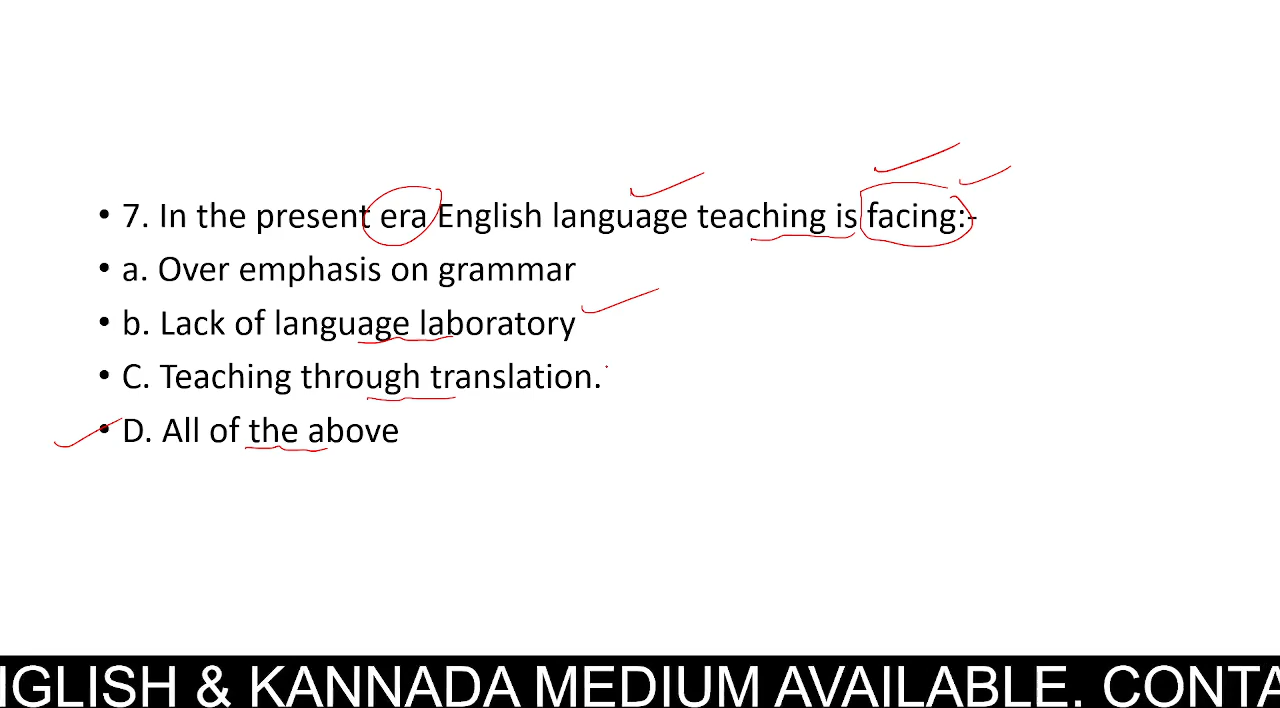 • 7. In the present era English language teaching is facing:-
• a. Over emphasis on grammar
• b. Lack of language laboratory
• C. Teaching through translation.
• D. All of the above
NGLISH & KANNADA MEDIUM AVAILABLE. CONTA